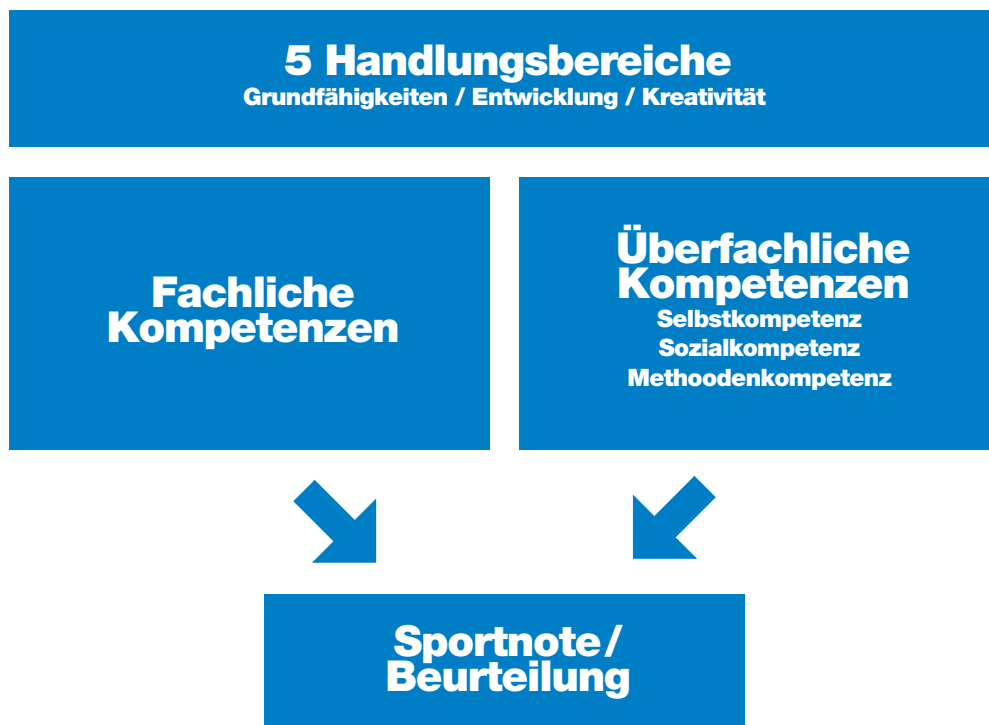 5 Handlungsbereiche
Grundfähigkeiten / Entwicklung / Kreativität
Fachliche
Kompetenzen
Überfachliche
Kompetenzen
Selbstkompetenz
Sozialkompetenz
Methoodenkompetenz
Sportnote/
Beurteilung